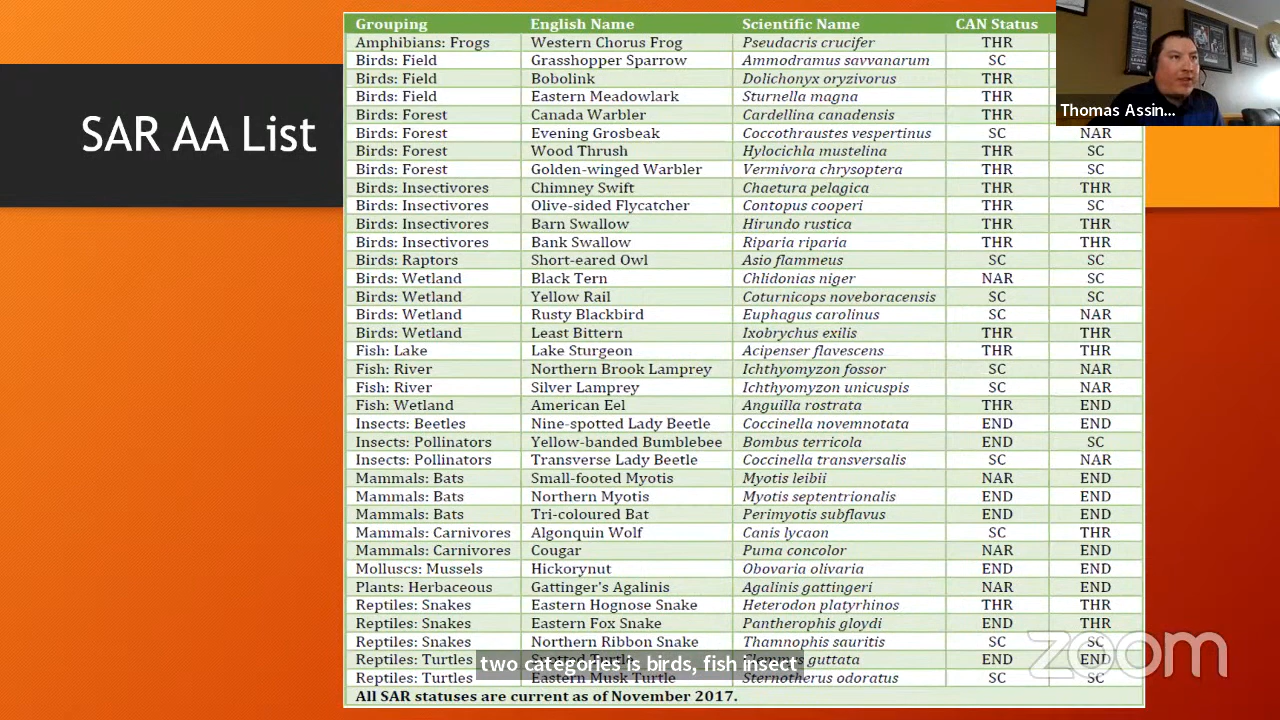 SAR AA List
Grouping English Name Scientific Name CAN Status
Amphibians: Frogs Western Chorus Frog Pseudacris crucifer THR
Birds: Field Grasshopper Sparrow Ammodramus savvanarum SC
Birds: Field Bobolink Dolichonyx oryzivorus THR
Birds: Field Eastern Meadowlark Sturnella magna THR
Birds: Forest Canada Warbler Cardellina canadensis THR
Birds: Forest Evening Grosbeak Coccothraustes vespertinus SC NAR
Birds: Forest Wood Thrush Hylocichla mustelina THR SC
Birds: Forest Golden-winged Warbler Vermivora chrysoptera THR SC
Birds: Insectivores Chimney Swift Chaetura pelagica THR THR
Birds: Insectivores Olive-sided Flycatcher Contopus cooperi THR SC
Birds: Insectivores Barn Swallow Hirundo rustica THR THR
Birds: Insectivores Bank Swallow Riparia riparia THR THR
Birds: Raptors Short-eared Owl Asio flammeus SC SC
Birds: Wetland Black Tern Chlidonias niger NAR SC
Birds: Wetland Yellow Rail Coturnicops noveboracensis SC SC
Birds: Wetland Rusty Blackbird Euphagus carolinus SC NAR
Birds: Wetland Least Bittern Ixobrychus exilis THR THR
Fish: Lake Lake Sturgeon Acipenser flavescens THR THR
Fish: River Northern Brook Lamprey Ichthyomyzon fossor SC NAR
Fish: River Silver Lamprey Ichthyomyzon unicuspis SC NAR
Fish: Wetland American Eel Anguilla rostrata THR END
Insects: Beetles Nine-spotted Lady Beetle Coccinella novemnotata END END
Insects: Pollinators Yellow-banded Bumblebee Bombus terricola END SC
Insects: Pollinators Transverse Lady Beetle Coccinella transversalis SC NAR
Mammals: Bats Small-footed Myotis Myotis leibii NAR END
Mammals: Bats Northern Myotis Myotis septentrionalis END END
Mammals: Bats Tri-coloured Bat Perimyotis subflavus END END
Mammals: Carnivores Algonquin Wolf Canis lycaon SC THR
Mammals: Carnivores Cougar Puma concolor NAR END
Molluscs: Mussels Hickorynut Obovaria olivaria END END
Plants: Herbaceous Gattinger's Agalinis Agalinis gattingeri NAR END
Reptiles: Snakes Eastern Hognose Snake Heterodon platyrhinos THR THR
Reptiles: Snakes Eastern Fox Snake Pantherophis gloydi END THR
Reptiles: Snakes Northern Ribbon Snake Thamnophis sauritis SC SC
Reptiles: Turtles guttata END END
Reptiles: Turtles Eastern Musk Turtle Sternotherus odoratus SC SC
All SAR statuses are current as of November 2017.
two categories is birds, fish insect
Thomas Assin...
zoom